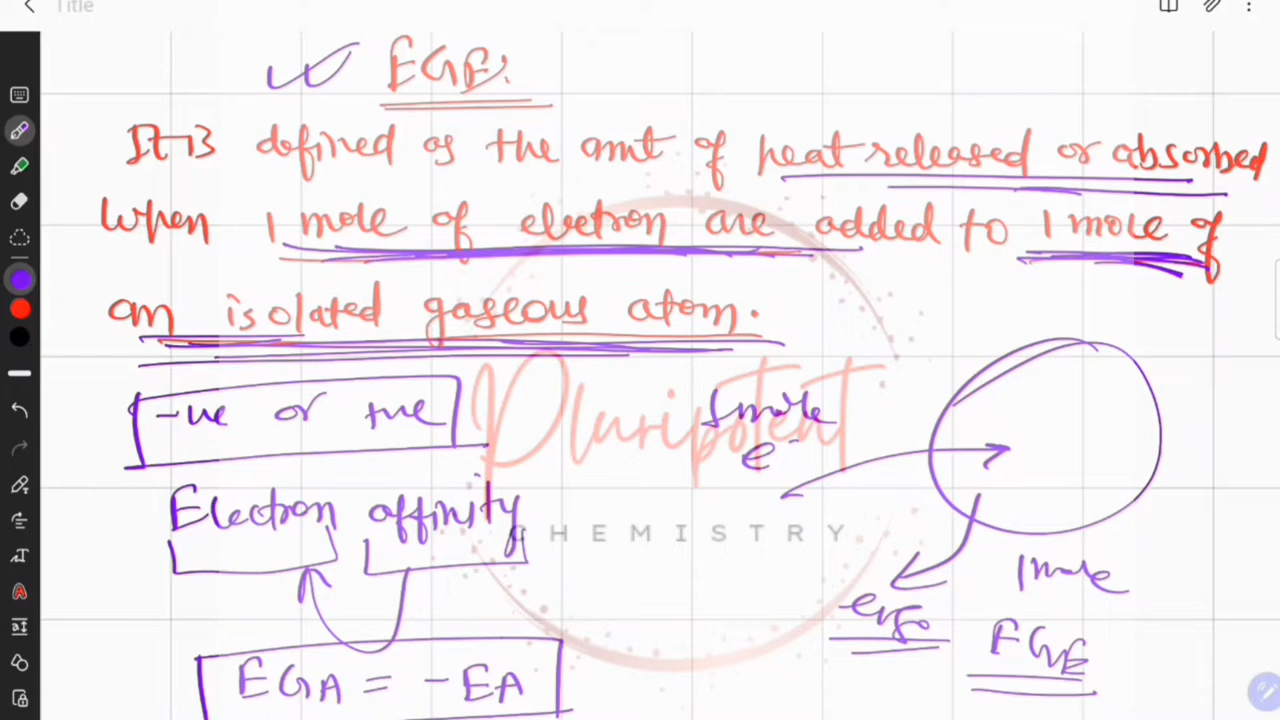 Title
EGE:
It is defined as the amt of heat released or absorbed
when 1 mole of electron are added to 1 mole of
an isolated gaseous atom.
-ve or +ve
1 mole
e⁻
Pluripotent
CHEMISTRY
Electron affinity
1 mole
EGE
EGA = - EA